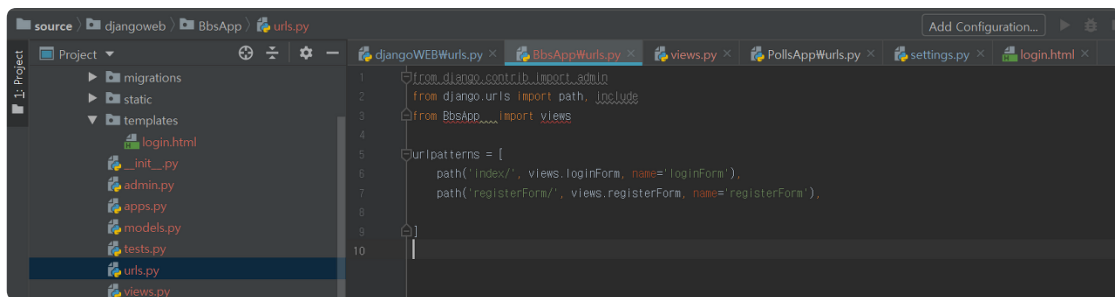 source djangoweb BbsApp urls.py
Add Configuration...
1: Project
Project
djangoWEB₩urls.py
BbsApp₩urls.py
views.py
PollsApp₩urls.py
settings.py
login.html
migrations
static
templates
login.html
__init__.py
admin.py
apps.py
models.py
tests.py
urls.py
views.py
1 from django.contrib import admin
2 from django.urls import path, include
3 from BbsApp   import views
4
5 urlpatterns = [
6     path('index/', views.loginForm, name='loginForm'),
7     path('registerForm/', views.registerForm, name='registerForm'),
8
9 ]
10